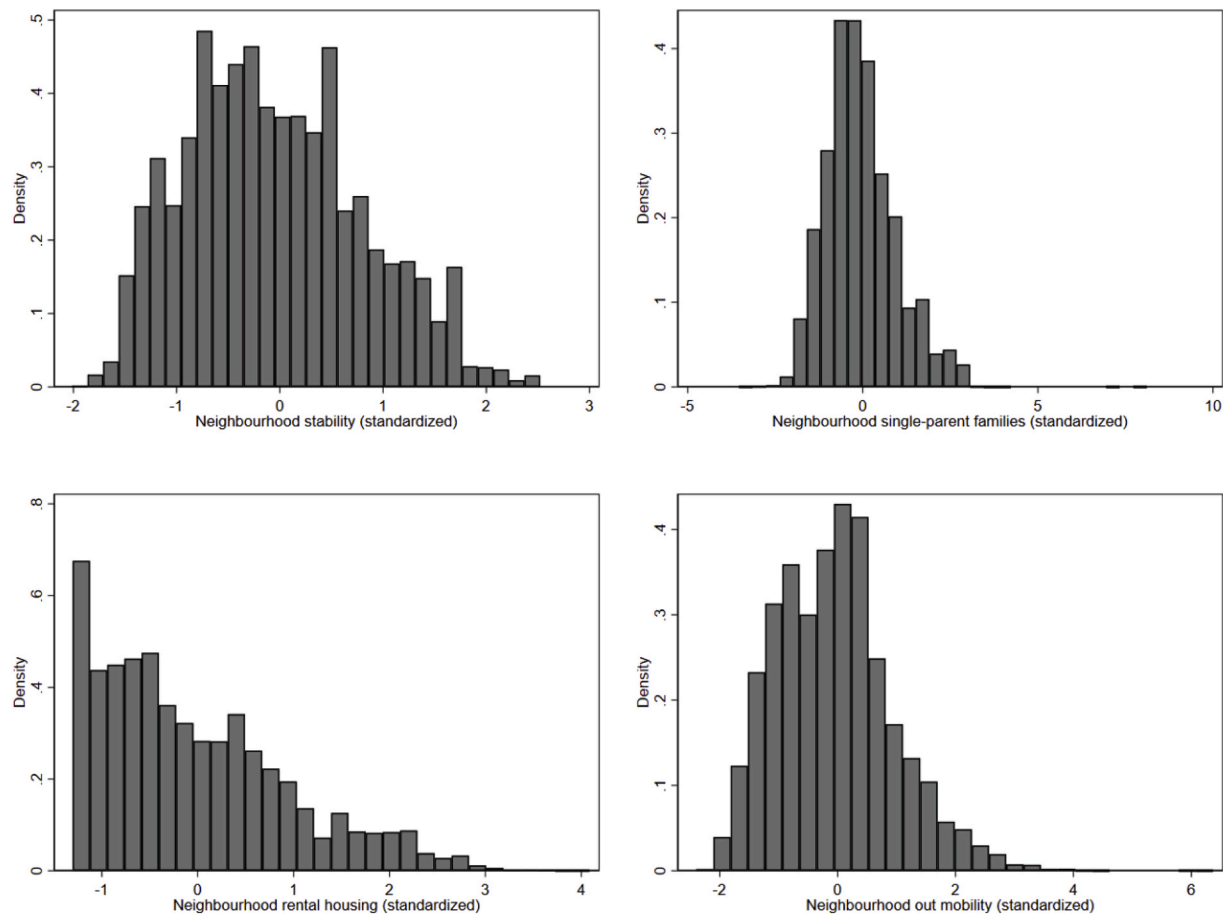 .5
.4
.3
.2
.1
0
Density
-2 -1 0 1 2 3
Neighbourhood stability (standardized)
.4
.3
.2
.1
0
Density
-5 0 5 10
Neighbourhood single-parent families (standardized)
.8
.6
.4
.2
0
Density
-1 0 1 2 3 4
Neighbourhood rental housing (standardized)
.4
.3
.2
.1
0
Density
-2 0 2 4 6
Neighbourhood out mobility (standardized)